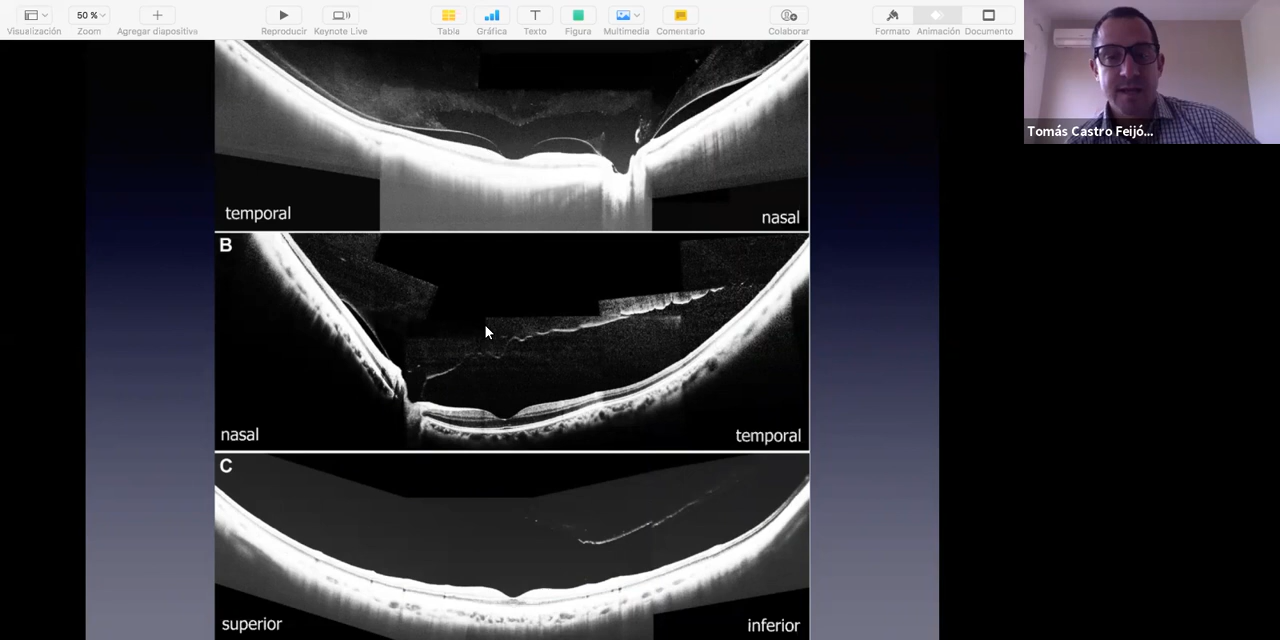 50 %
Visualización
Zoom
Agregar diapositiva
Reproducir
Keynote Live
Tabla
Gráfica
Texto
Figura
Multimedia
Comentario
Colaborar
Formato
Animación
Documento
Tomás Castro Feijó...
temporal
nasal
B
nasal
temporal
C
superior
inferior